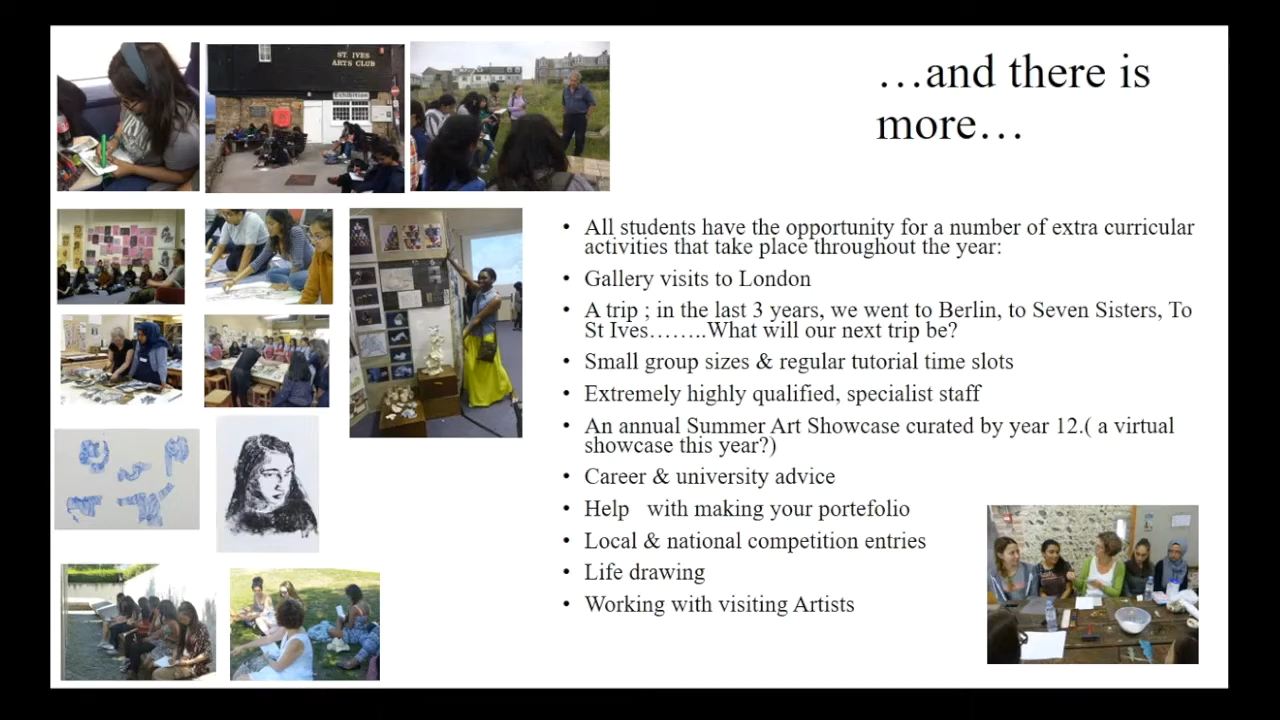 ST. IVES
ARTS CLUB
Exhibition
…and there is
more…
• All students have the opportunity for a number of extra curricular
activities that take place throughout the year:
• Gallery visits to London
• A trip ; in the last 3 years, we went to Berlin, to Seven Sisters, To
St Ives……..What will our next trip be?
• Small group sizes & regular tutorial time slots
• Extremely highly qualified, specialist staff
• An annual Summer Art Showcase curated by year 12.( a virtual
showcase this year?)
• Career & university advice
• Help   with making your portefolio
• Local & national competition entries
• Life drawing
• Working with visiting Artists